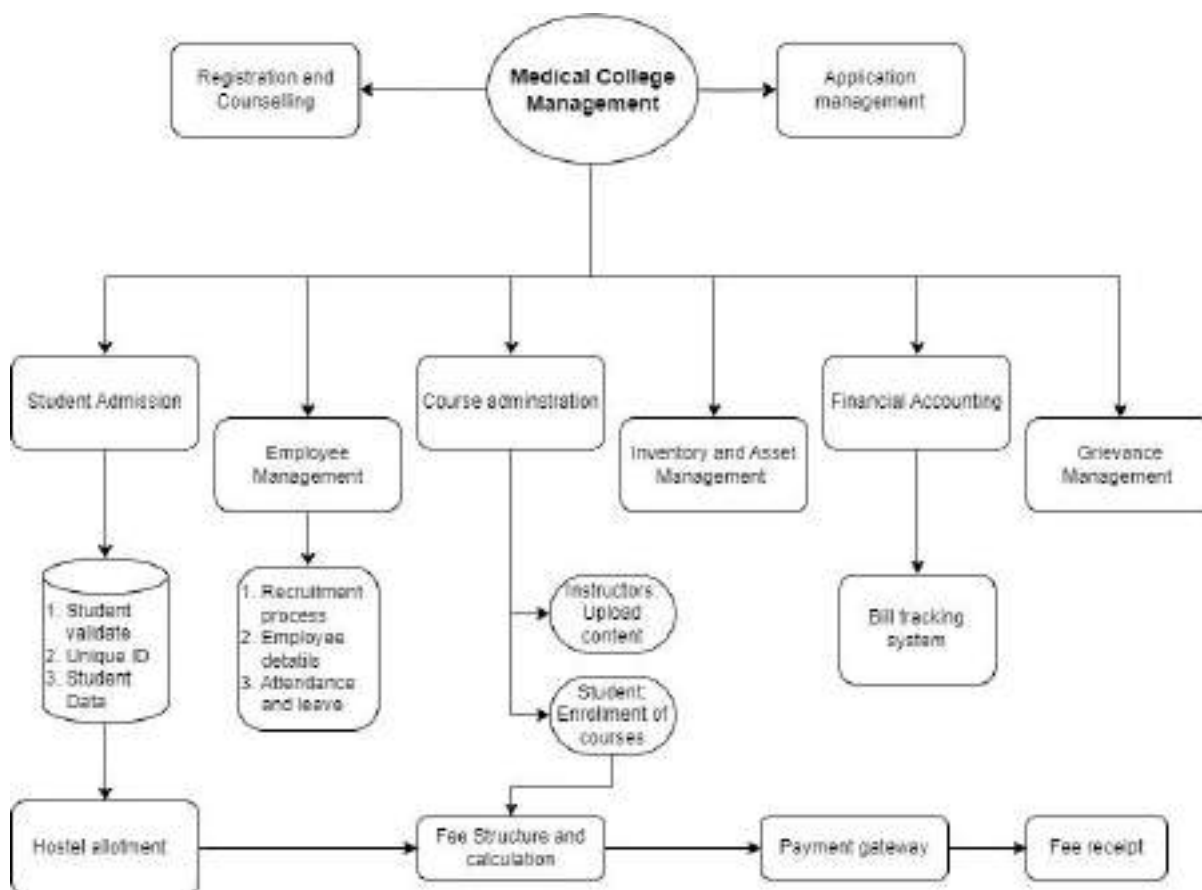 Registration and
Counselling
Medical College
Management
Application
management
Student Admission
Employee
Management
Course adminstration
Inventory and Asset
Management
Financial Accounting
Grievance
Management
1. Student
validate
2. Unique ID
3. Student
Data
1. Recruitment
process
2. Employee
detatils
3. Attendance
and leave
Instructors:
Upload
content
Student:
Enrollment of
courses
Bill tracking
system
Hostel allotment
Fee Structure and
calculation
Payment gateway
Fee receipt